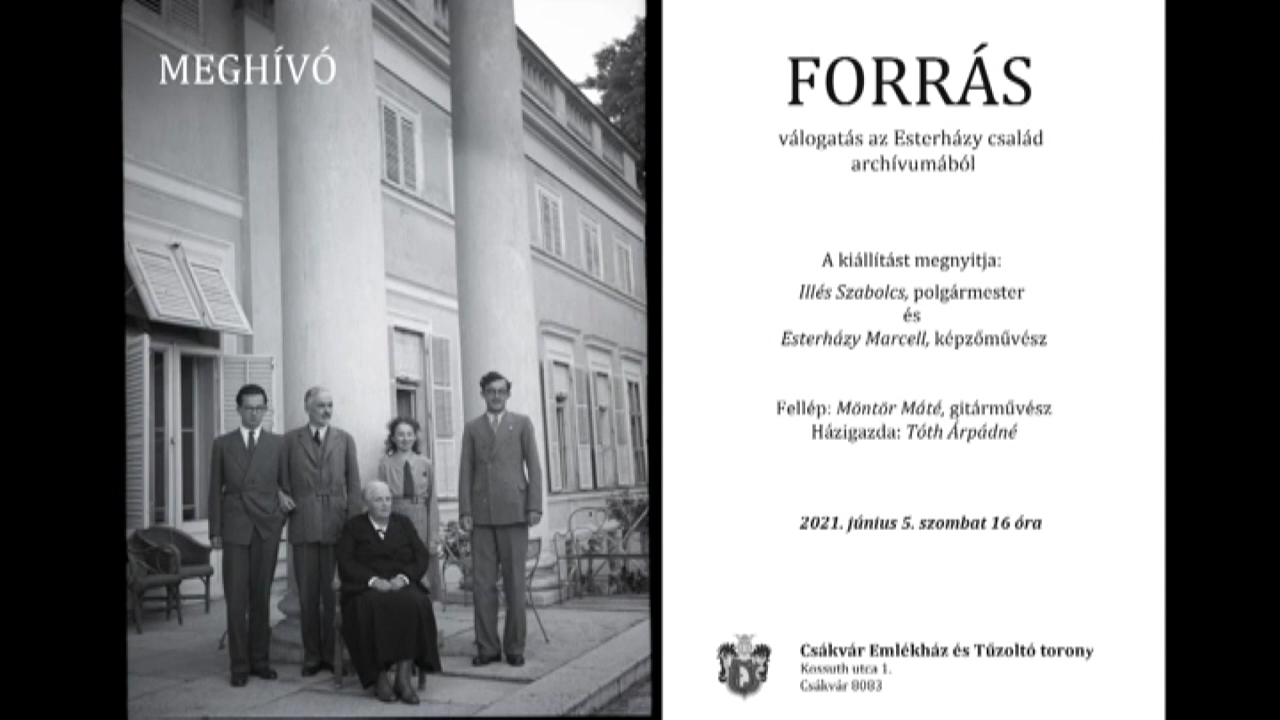 MEGHÍVÓ
FORRÁS
válogatás az Esterházy család
archívumából
A kiállítást megnyitja:
Illés Szabolcs, polgármester
és
Esterházy Marcell, képzőművész
Fellép: Möntör Máté, gitárművész
Házigazda: Tóth Árpádné
2021. június 5. szombat 16 óra
Csákvár Emlékház és Tűzoltó torony
Kossuth utca 1.
Csákvár 8083